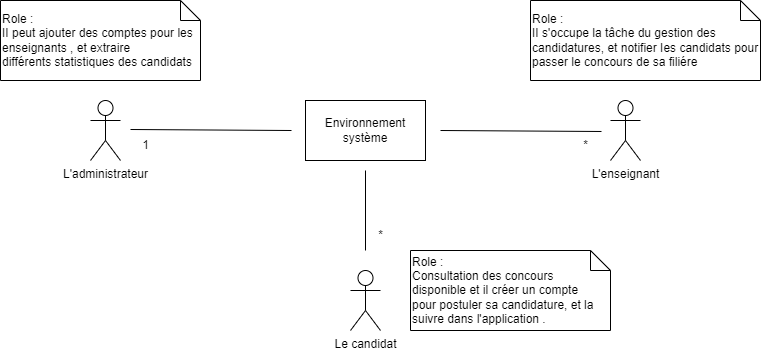 Role :
Il peut ajouter des comptes pour les
enseignants , et extraire
différents statistiques des candidats
Role :
Il s'occupe la tâche du gestion des
candidatures, et notifier les candidats pour
passer le concours de sa filiére
Environnement
système
1
*
L'administrateur
L'enseignant
*
Role :
Consultation des concours
disponible et il créer un compte
pour postuler sa candidature, et la
suivre dans l'application .
Le candidat